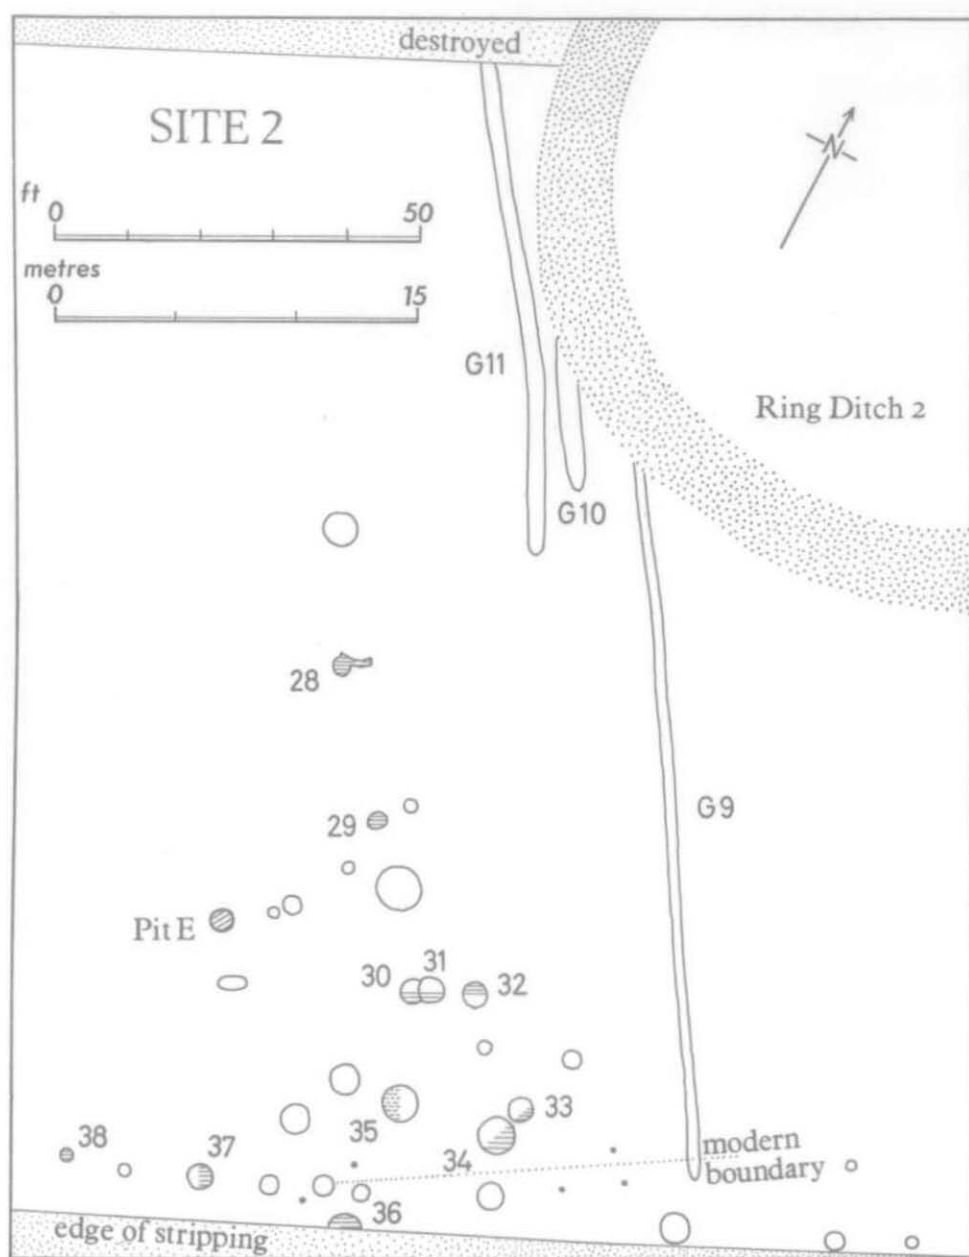 destroyed
SITE 2
N
ft
0 50
metres
0 15
G11
Ring Ditch 2
G10
28
G9
29
Pit E
30 31 32
33
35
38 37 34
modern
boundary
36
edge of stripping